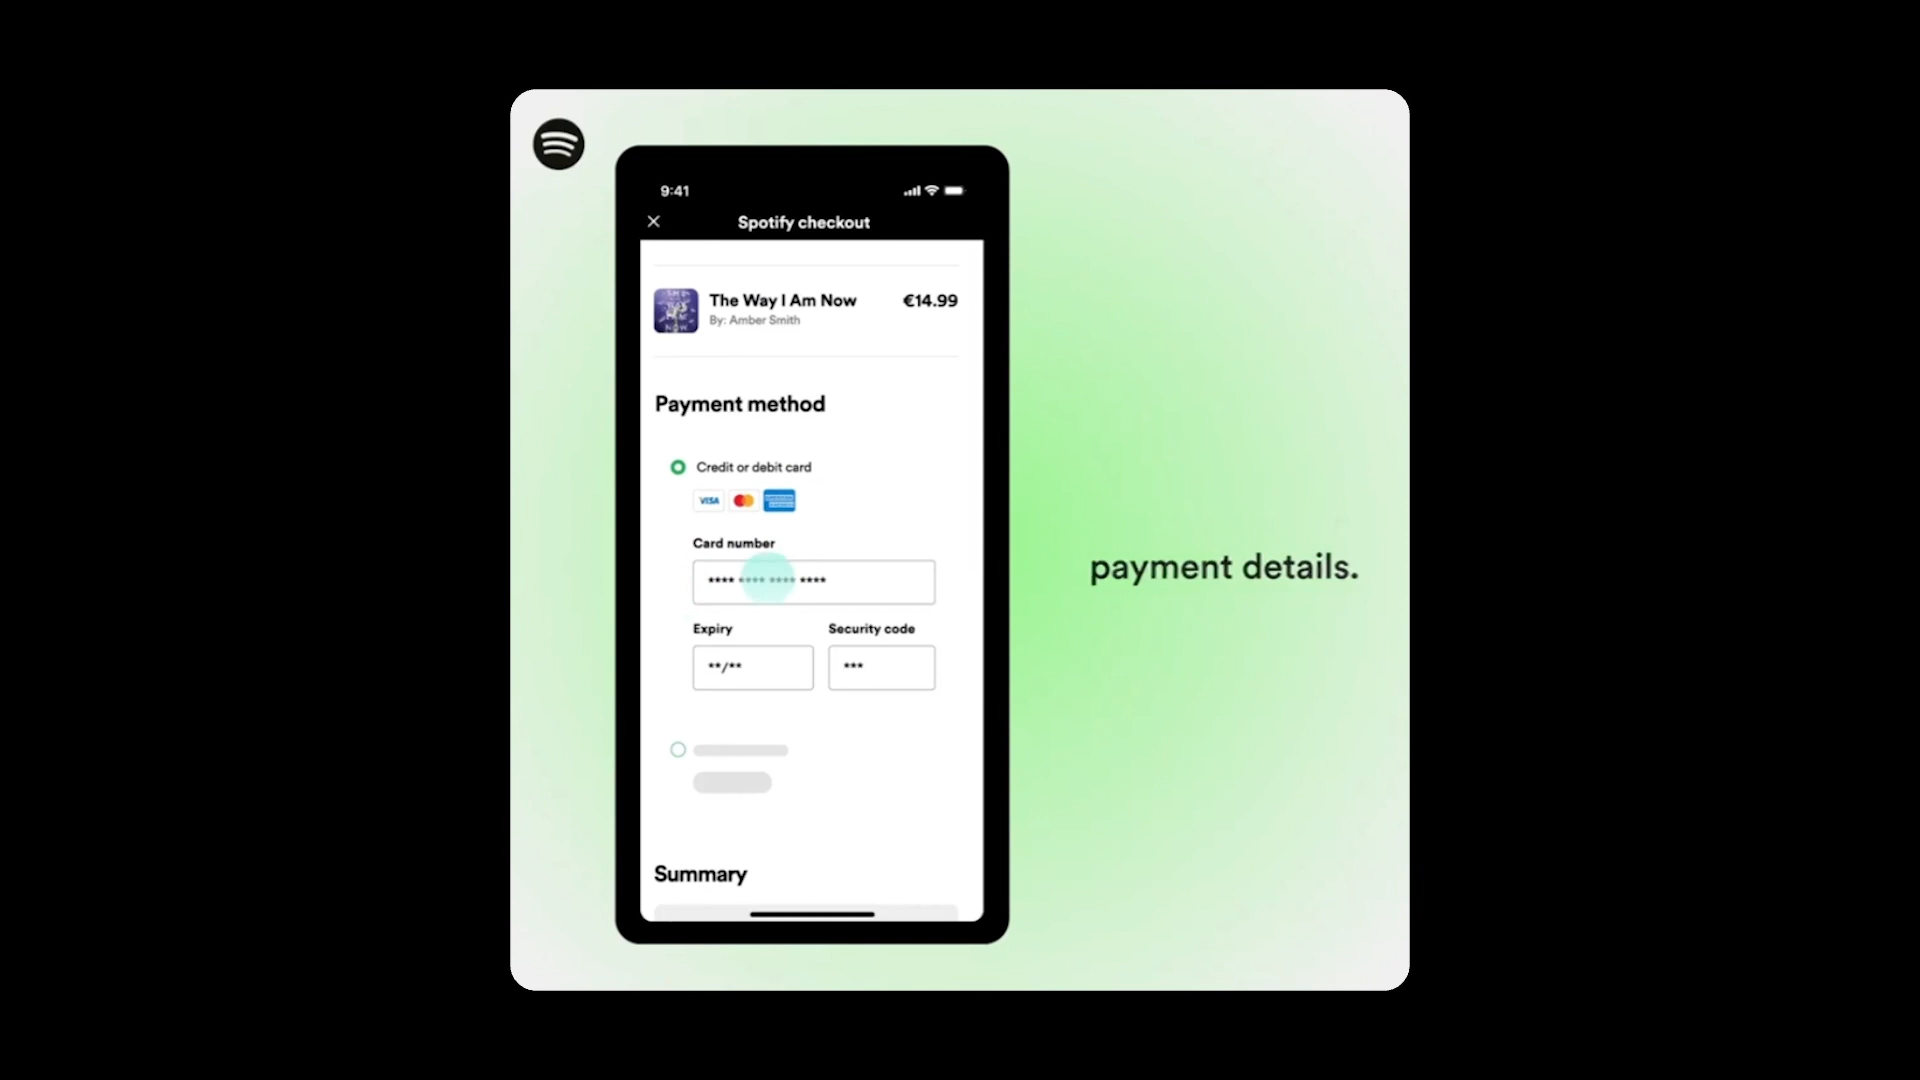 9:41
Spotify checkout
The Way I Am Now
€14.99
By: Amber Smith
Payment method
Credit or debit card
VISA
Card number
**** **** **** ****
Expiry
Security code
**/**
***
Summary
payment details.